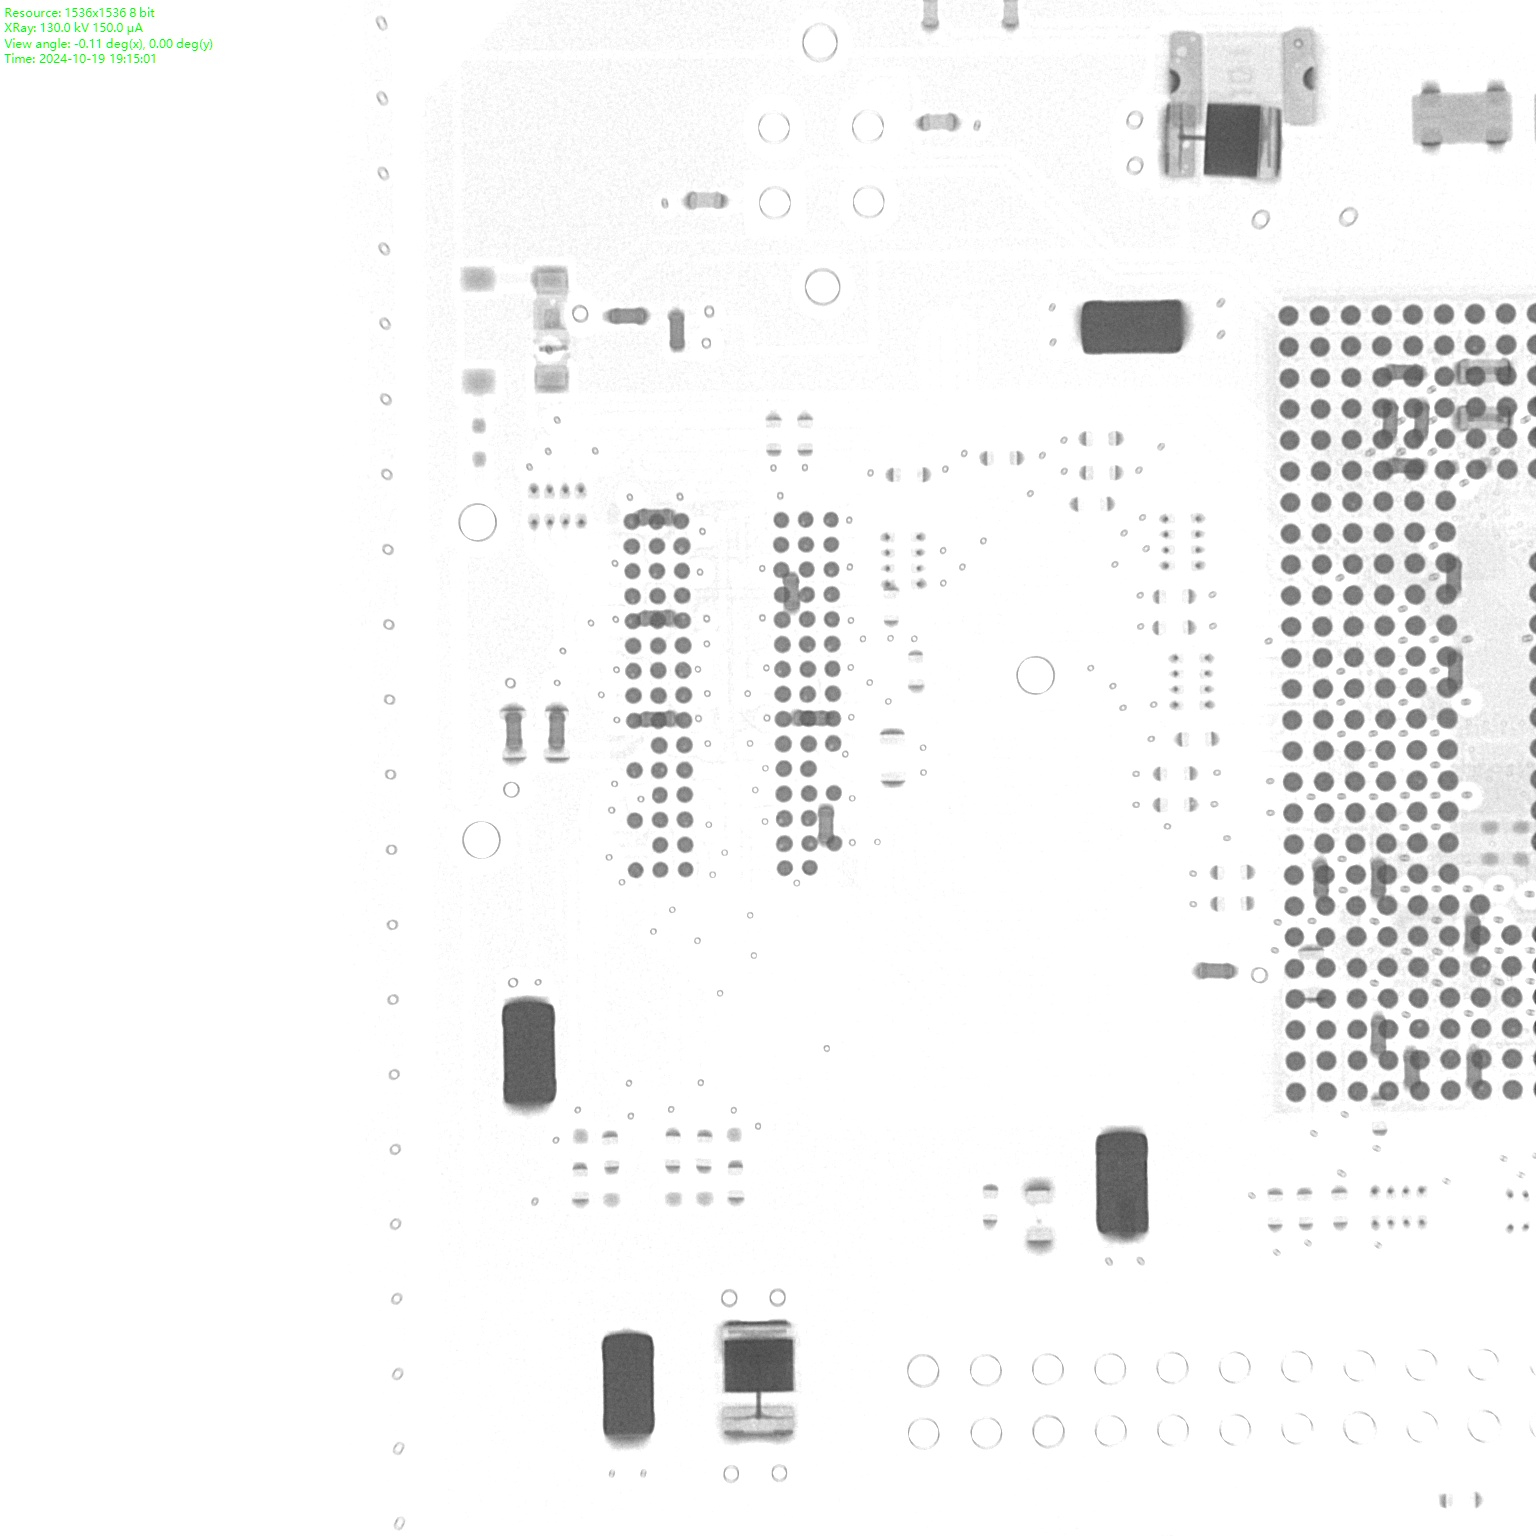 Resource: 1536x1536 8 bit
XRay: 130.0 kV 150.0 µA
View angle: -0.11 deg(x), 0.00 deg(y)
Time: 2024-10-19 19:15:01